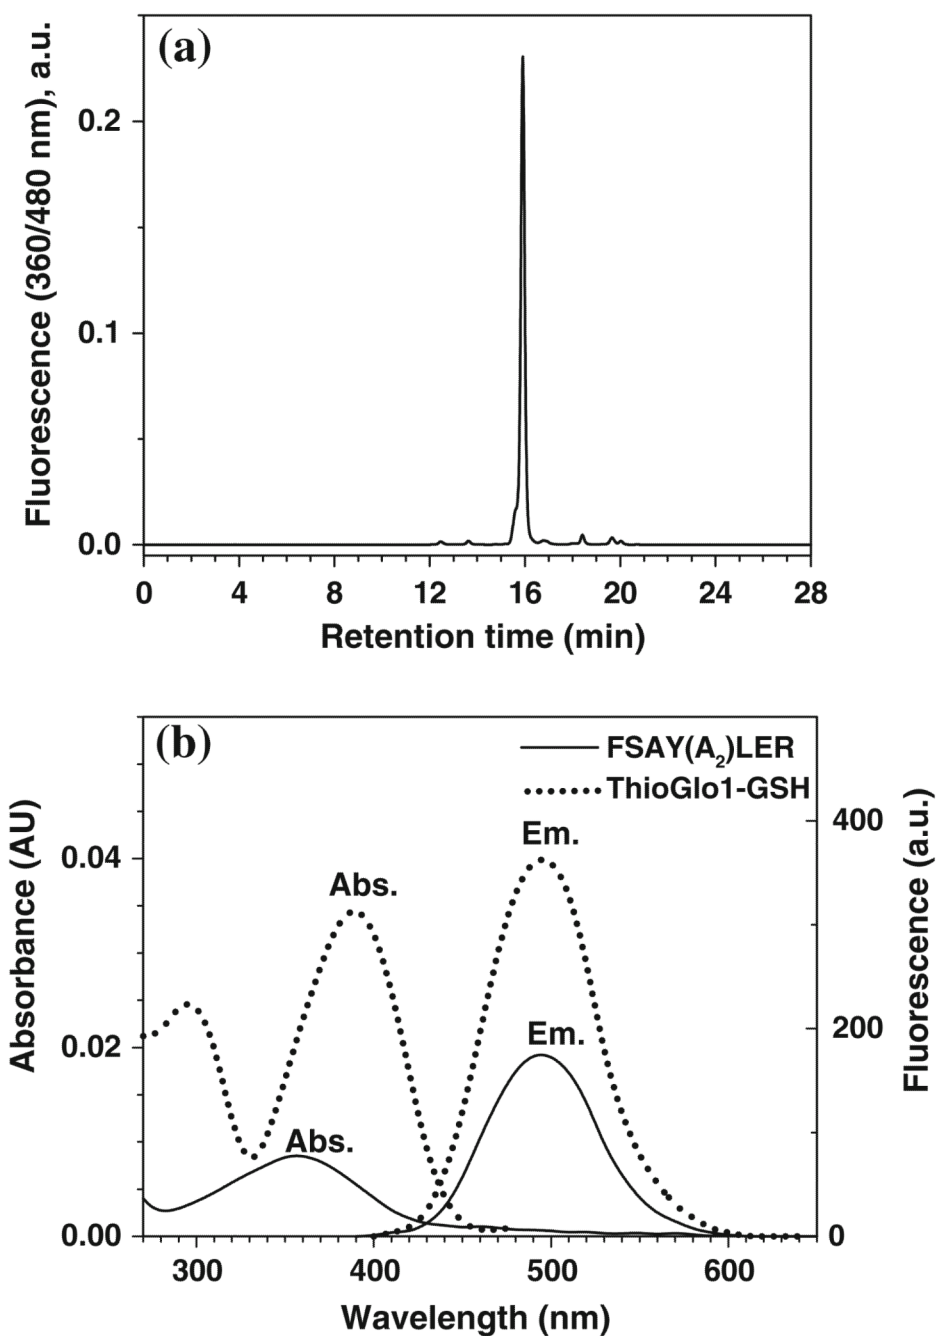 (a)
Fluorescence (360/480 nm), a.u.
0.2
0.1
0.0
0 4 8 12 16 20 24 28
Retention time (min)
(b)
FSAY(A₂)LER
ThioGlo1-GSH
Em.
Abs.
Em.
Abs.
Absorbance (AU)
0.04
0.02
0.00
Fluorescence (a.u.)
400
200
0
300 400 500 600
Wavelength (nm)